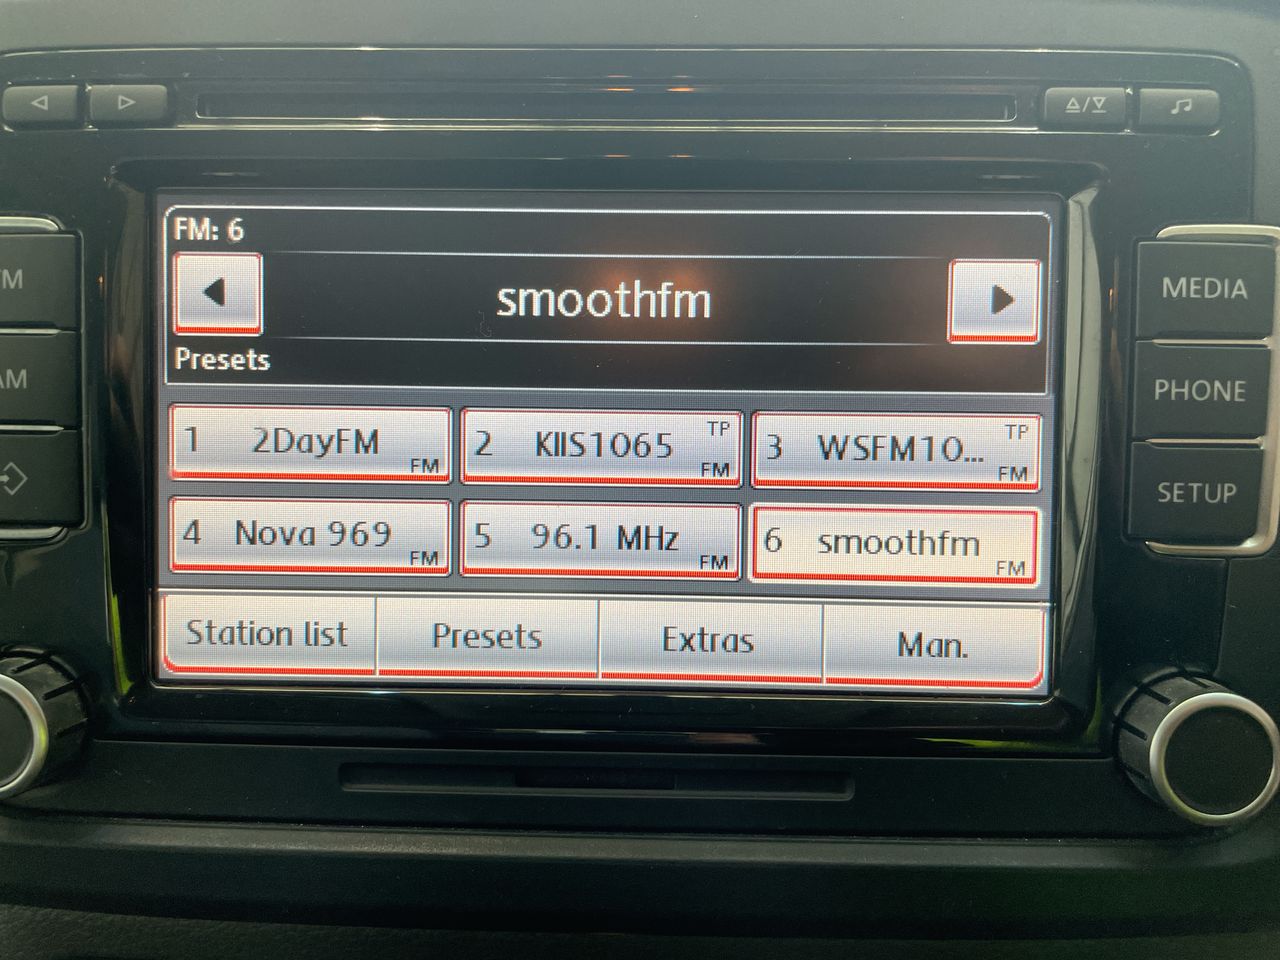 FM: 6
smoothfm
Presets
1 2DayFM FM
2 KIIS1065 TP FM
3 WSFM10... TP FM
4 Nova 969 FM
5 96.1 MHz FM
6 smoothfm FM
Station list Presets Extras Man.
AM
MEDIA
PHONE
SETUP